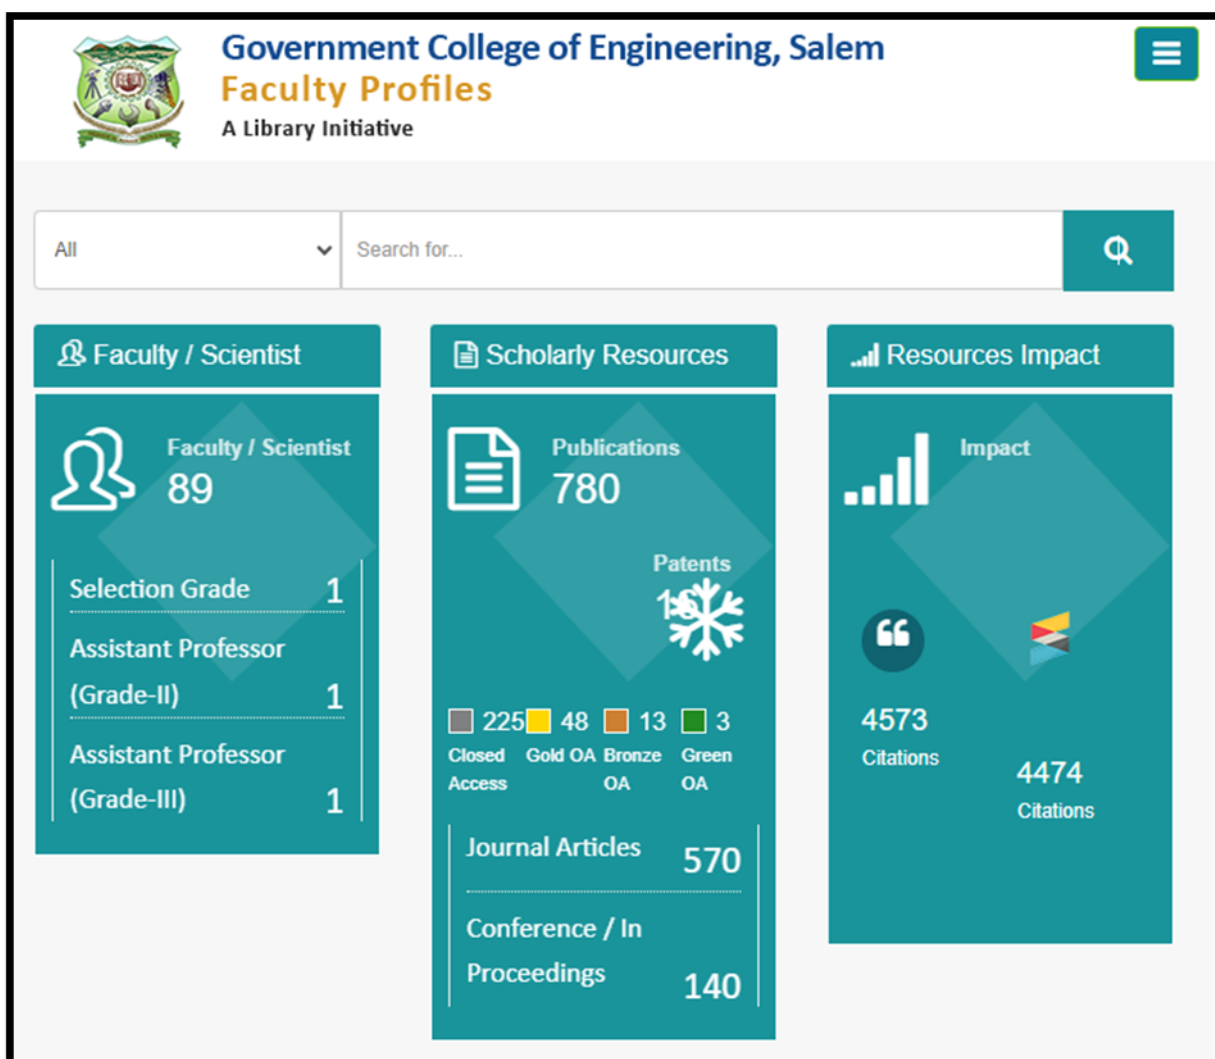 Government College of Engineering, Salem
Faculty Profiles
A Library Initiative
All
Search for...
Faculty / Scientist
Faculty / Scientist
89
Selection Grade 1
Assistant Professor
(Grade-II) 1
Assistant Professor
(Grade-III) 1
Scholarly Resources
Publications
780
Patents
225 48 13 3
Closed Gold OA Bronze Green
Access OA OA
Journal Articles 570
Conference / In
Proceedings 140
Resources Impact
Impact
4573
Citations
4474
Citations